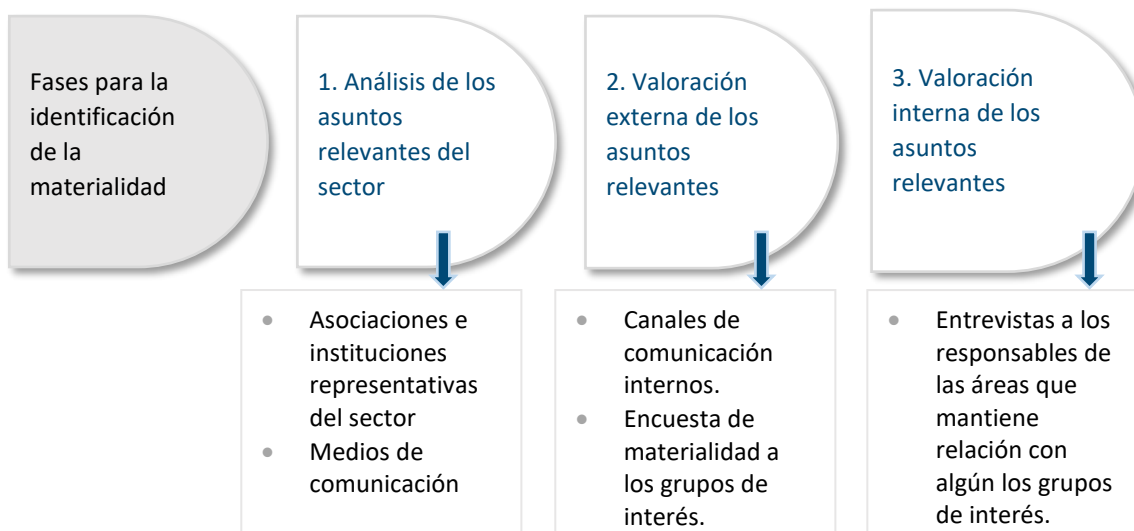 Fases para la
identificación
de la
materialidad
1. Análisis de los
asuntos
relevantes del
sector
2. Valoración
externa de los
asuntos
relevantes
3. Valoración
interna de los
asuntos
relevantes
• Asociaciones e
instituciones
representativas
del sector
• Medios de
comunicación
• Canales de
comunicación
internos.
• Encuesta de
materialidad a
los grupos de
interés.
• Entrevistas a los
responsables de
las áreas que
mantiene
relación con
algún los grupos
de interés.